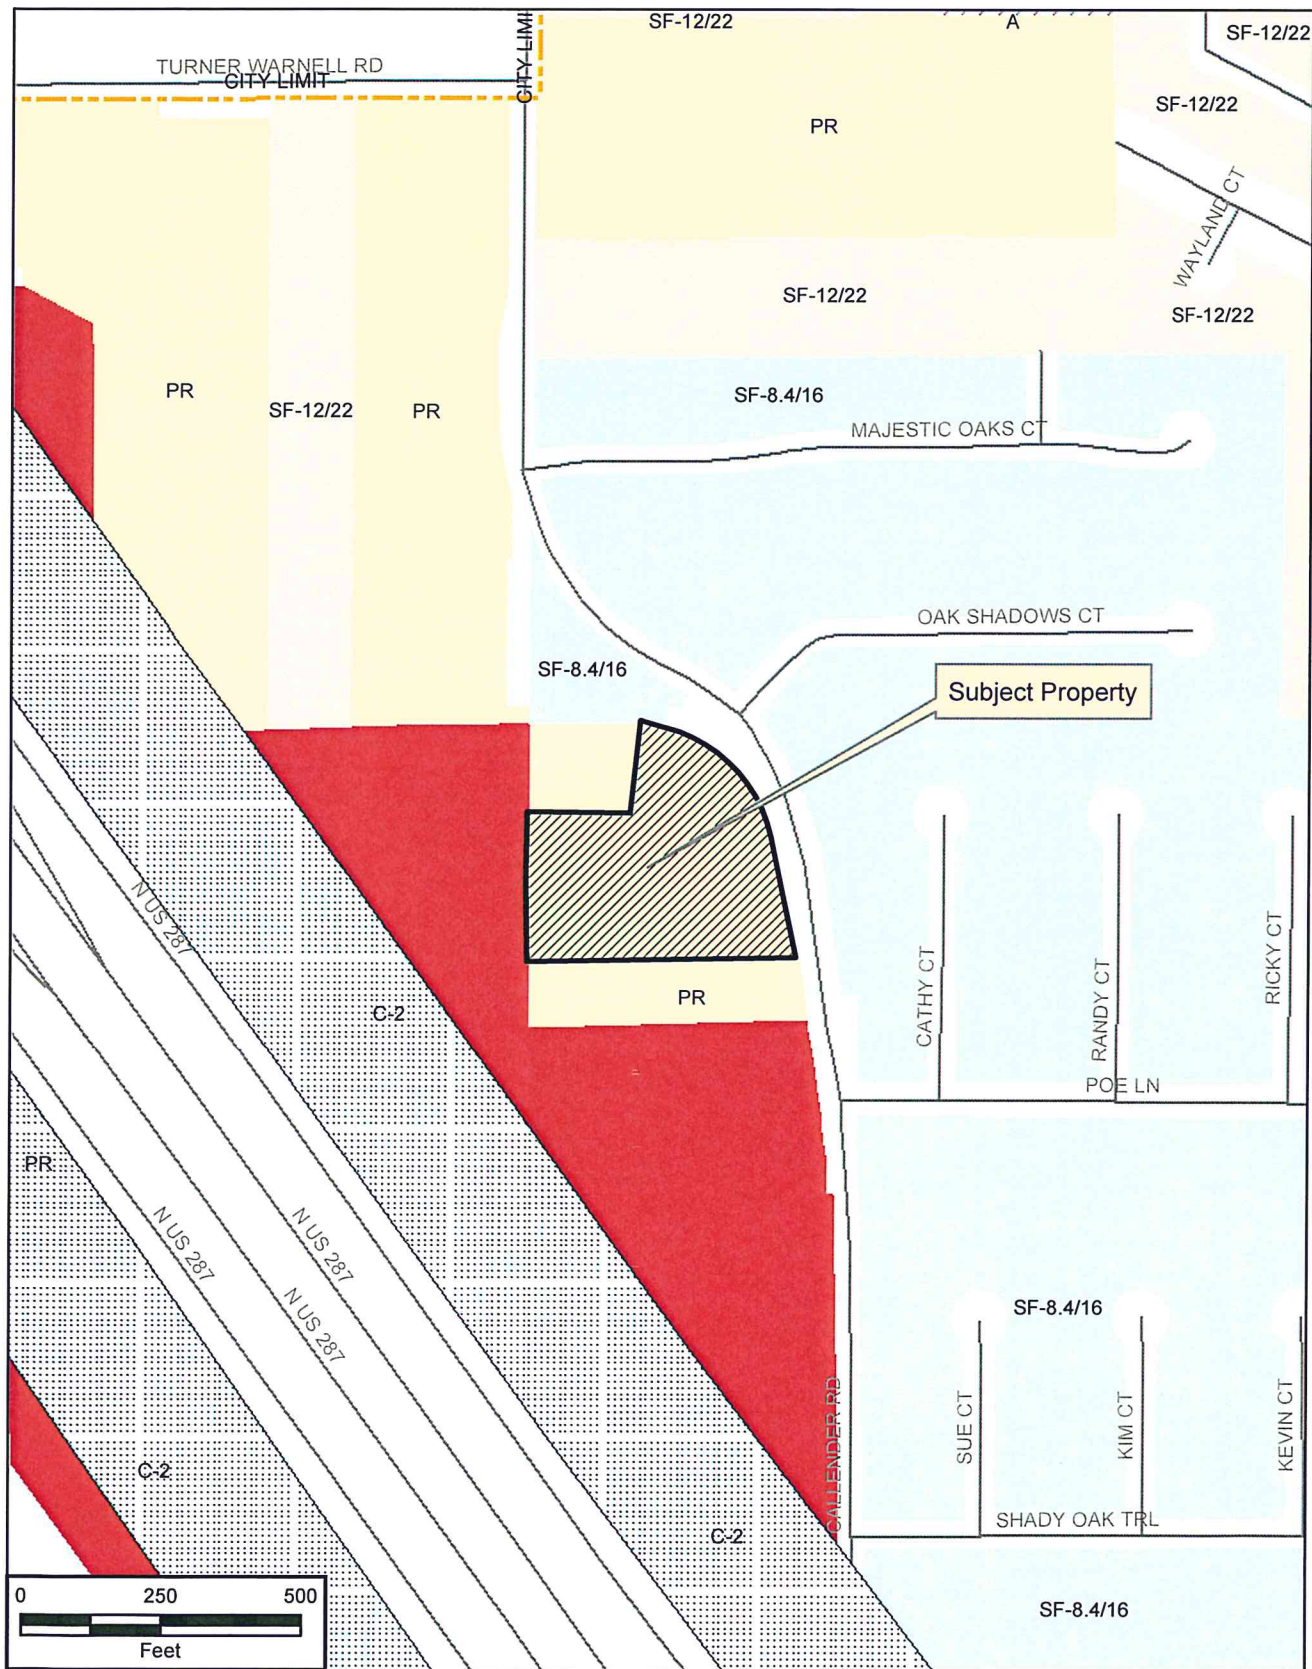 SF-12/22
A
SF-12/22
TURNER WARNELL RD
CITY LIMIT
CITY LIMI
SF-12/22
PR
WAYLAND CT
SF-12/22
SF-12/22
PR
SF-12/22
PR
SF-8.4/16
MAJESTIC OAKS CT
OAK SHADOWS CT
SF-8.4/16
Subject Property
N US 287
C-2
PR
CATHY CT
RANDY CT
RICKY CT
POE LN
PR
N US 287
N US 287
N US 287
SF-8.4/16
CALLENDER RD
SUE CT
KIM CT
KEVIN CT
C-2
C-2
SHADY OAK TRL
SF-8.4/16
0 250 500
Feet